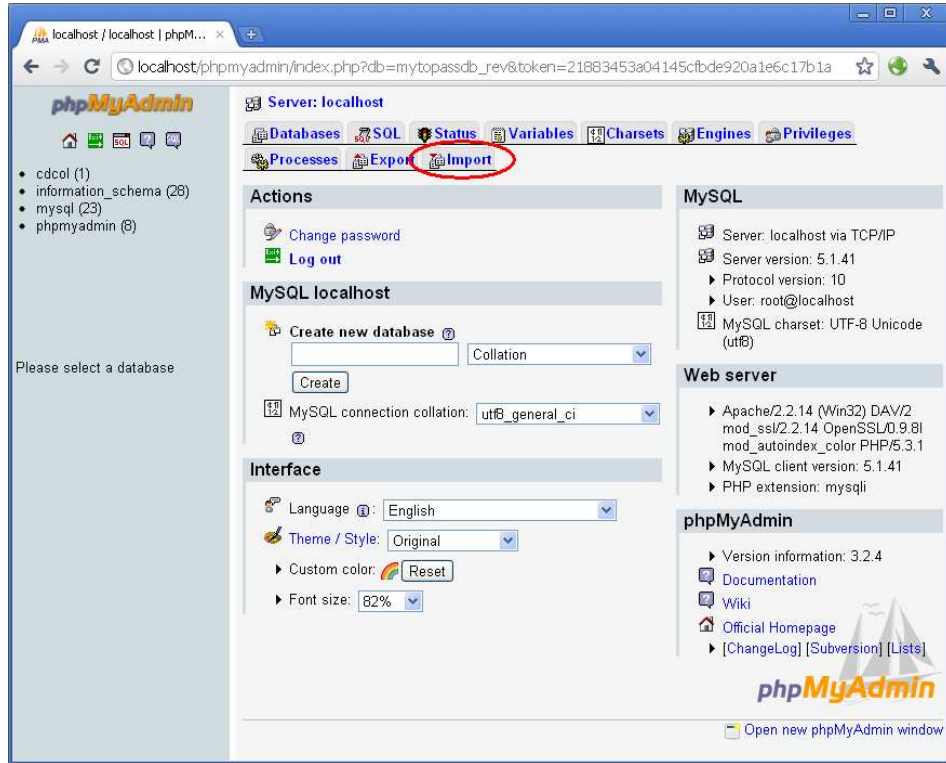 localhost / localhost | phpM...
localhost/phpmyadmin/index.php?db=mytopassdb_rev&token=21883453a04145cfbde920a1e6c17b1a
phpMyAdmin
SQL
cdcol (1)
information_schema (28)
mysql (23)
phpmyadmin (8)
Please select a database
Server: localhost
Databases SQL Status Variables Charsets Engines Privileges
Processes Export Import
Actions
Change password
Log out
MySQL localhost
Create new database
Collation
Create
MySQL connection collation: utf8_general_ci
Interface
Language: English
Theme / Style: Original
Custom color: Reset
Font size: 82%
MySQL
Server: localhost via TCP/IP
Server version: 5.1.41
Protocol version: 10
User: root@localhost
MySQL charset: UTF-8 Unicode
(utf8)
Web server
Apache/2.2.14 (Win32) DAV/2
mod_ssl/2.2.14 OpenSSL/0.9.8l
mod_autoindex_color PHP/5.3.1
MySQL client version: 5.1.41
PHP extension: mysqli
phpMyAdmin
Version information: 3.2.4
Documentation
Wiki
Official Homepage
[ChangeLog] [Subversion] [Lists]
phpMyAdmin
Open new phpMyAdmin window